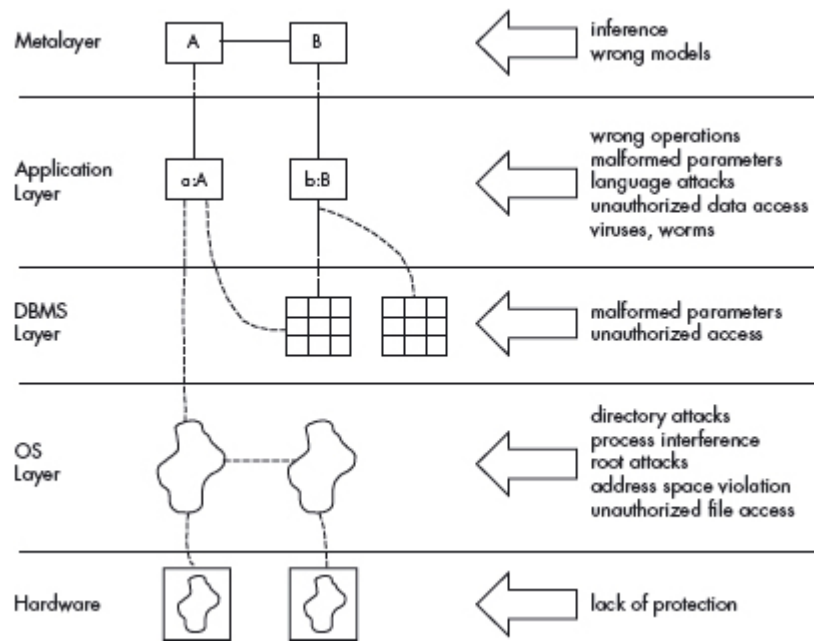 Metalayer
A
B
inference
wrong models
Application
Layer
a:A
b:B
wrong operations
malformed parameters
language attacks
unauthorized data access
viruses, worms
DBMS
Layer
malformed parameters
unauthorized access
OS
Layer
directory attacks
process interference
root attacks
address space violation
unauthorized file access
Hardware
lack of protection